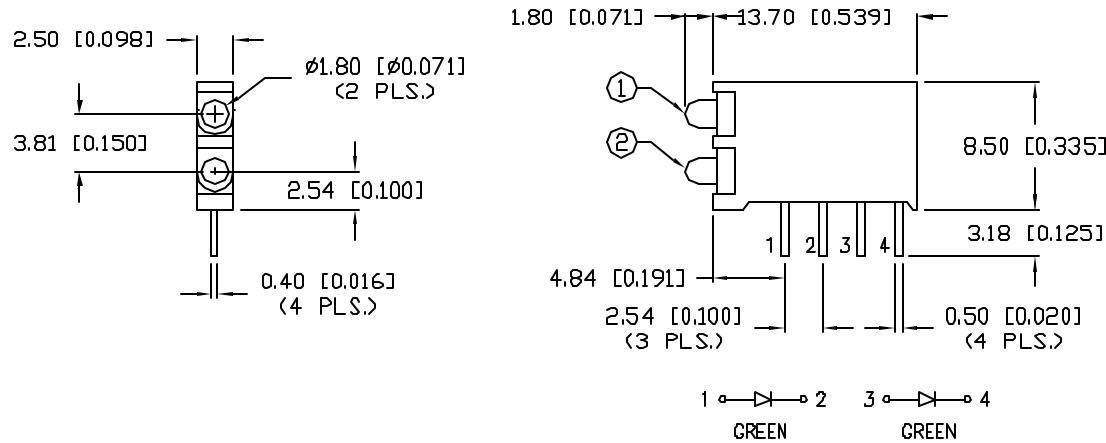 1.80 [0.071]
13.70 [0.539]
2.50 [0.098]
ø1.80 [ø0.071]
(2 PLS.)
1
3.81 [0.150]
2
8.50 [0.335]
2.54 [0.100]
1 2 3 4
3.18 [0.125]
4.84 [0.191]
0.40 [0.016]
(4 PLS.)
2.54 [0.100]
(3 PLS.)
0.50 [0.020]
(4 PLS.)
1 2 3 4
GREEN GREEN